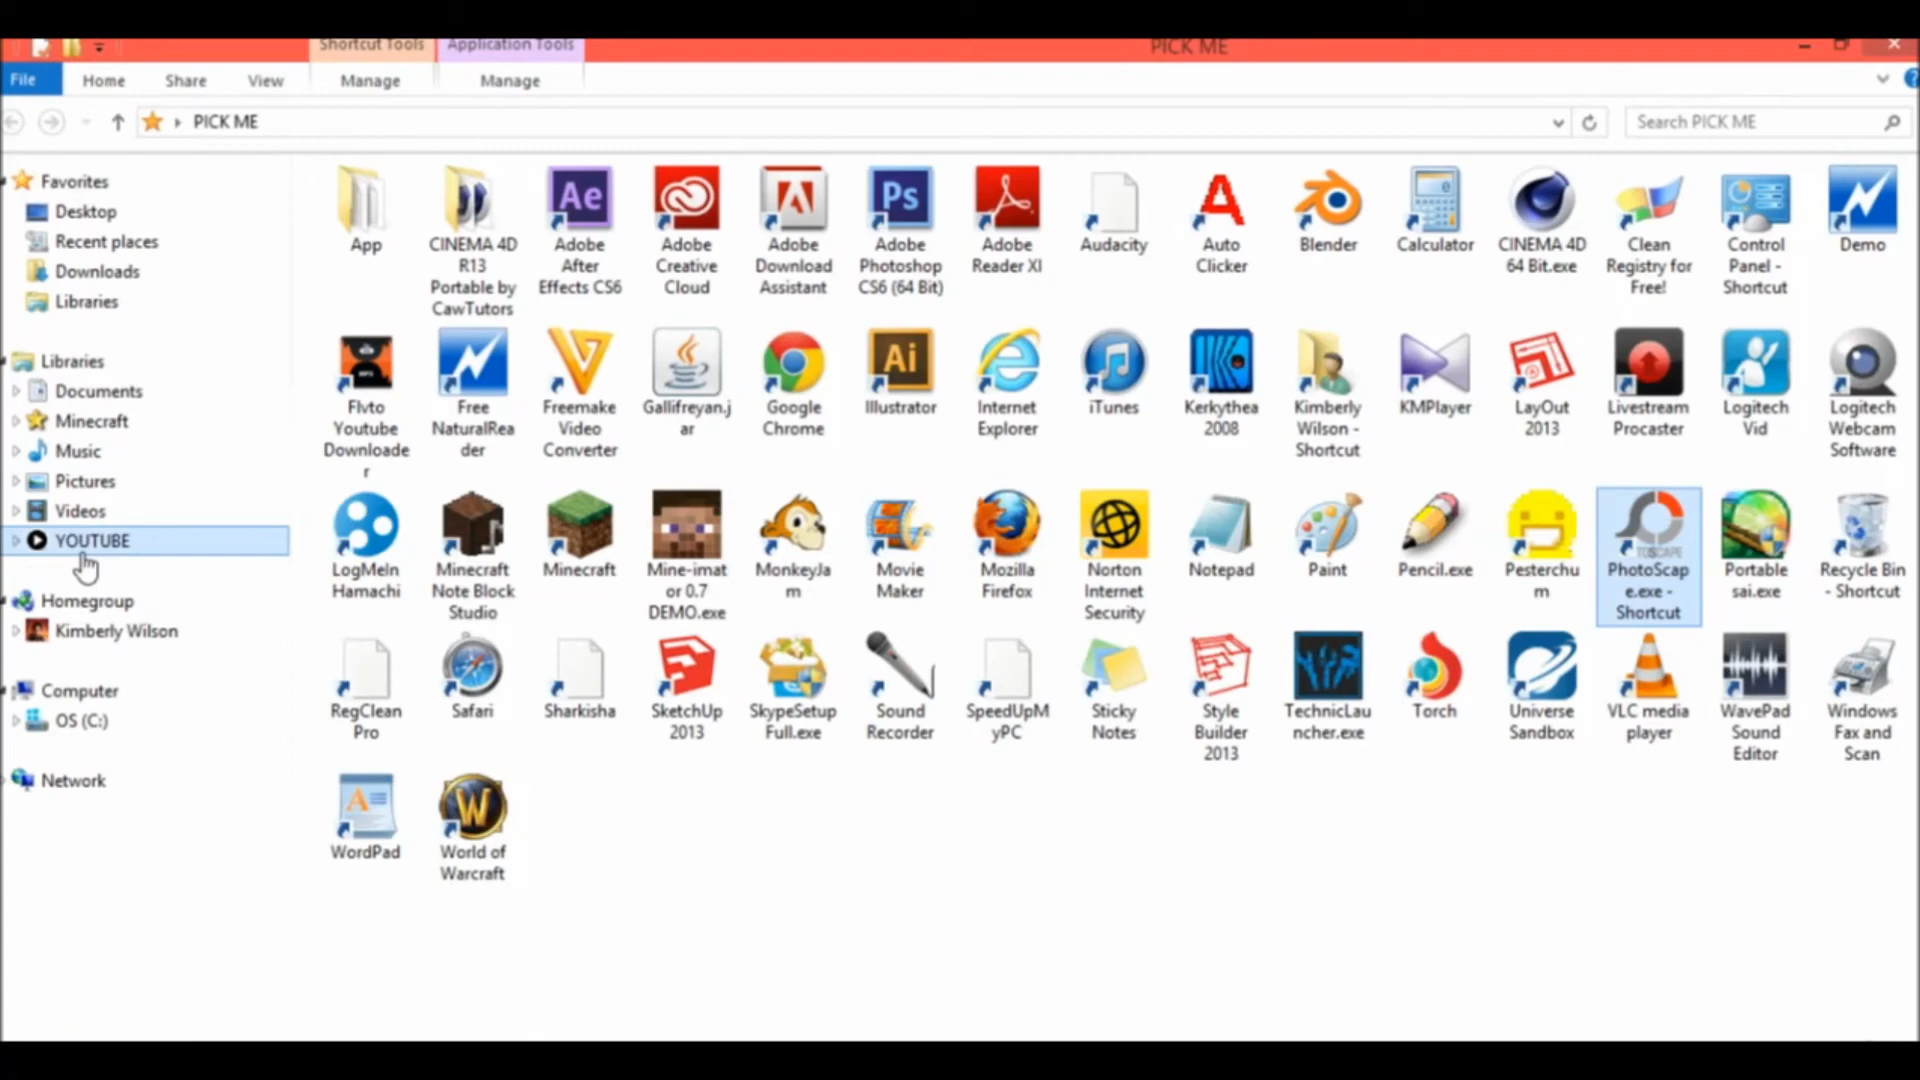 Shortcut Tools
Application Tools
PICK ME
File
Home
Share
View
Manage
Manage
PICK ME
Search PICK ME
Favorites
Desktop
Recent places
Downloads
Libraries
Libraries
Documents
Minecraft
Music
Pictures
Videos
YOUTUBE
Homegroup
Kimberly Wilson
Computer
OS (C:)
Network
App
CINEMA 4D
R13
Portable by
CawTutors
Ae
Adobe
After
Effects CS6
Adobe
Creative
Cloud
Adobe
Download
Assistant
Ps
Adobe
Photoshop
CS6 (64 Bit)
Adobe
Reader XI
Audacity
A
Auto
Clicker
Blender
Calculator
CINEMA 4D
64 Bit.exe
Clean
Registry for
Free!
Control
Panel -
Shortcut
Demo
Flvto
Youtube
Downloade
r
Free
NaturalRea
der
Freemake
Video
Converter
Gallifreyan.j
ar
Google
Chrome
Ai
Illustrator
Internet
Explorer
iTunes
Kerkythea
2008
Kimberly
Wilson -
Shortcut
KMPlayer
LayOut
2013
Livestream
Procaster
Logitech
Vid
Logitech
Webcam
Software
LogMeIn
Hamachi
Minecraft
Note Block
Studio
Minecraft
Mine-imat
or 0.7
DEMO.exe
MonkeyJa
m
Movie
Maker
Mozilla
Firefox
Norton
Internet
Security
Notepad
Paint
Pencil.exe
Pesterchu
m
PhotoScap
e.exe -
Shortcut
Portable
sai.exe
Recycle Bin
- Shortcut
RegClean
Pro
Safari
Sharkisha
SketchUp
2013
SkypeSetup
Full.exe
Sound
Recorder
SpeedUpM
yPC
Sticky
Notes
Style
Builder
2013
TechnicLau
ncher.exe
Torch
Universe
Sandbox
VLC media
player
WavePad
Sound
Editor
Windows
Fax and
Scan
A
WordPad
W
World of
Warcraft